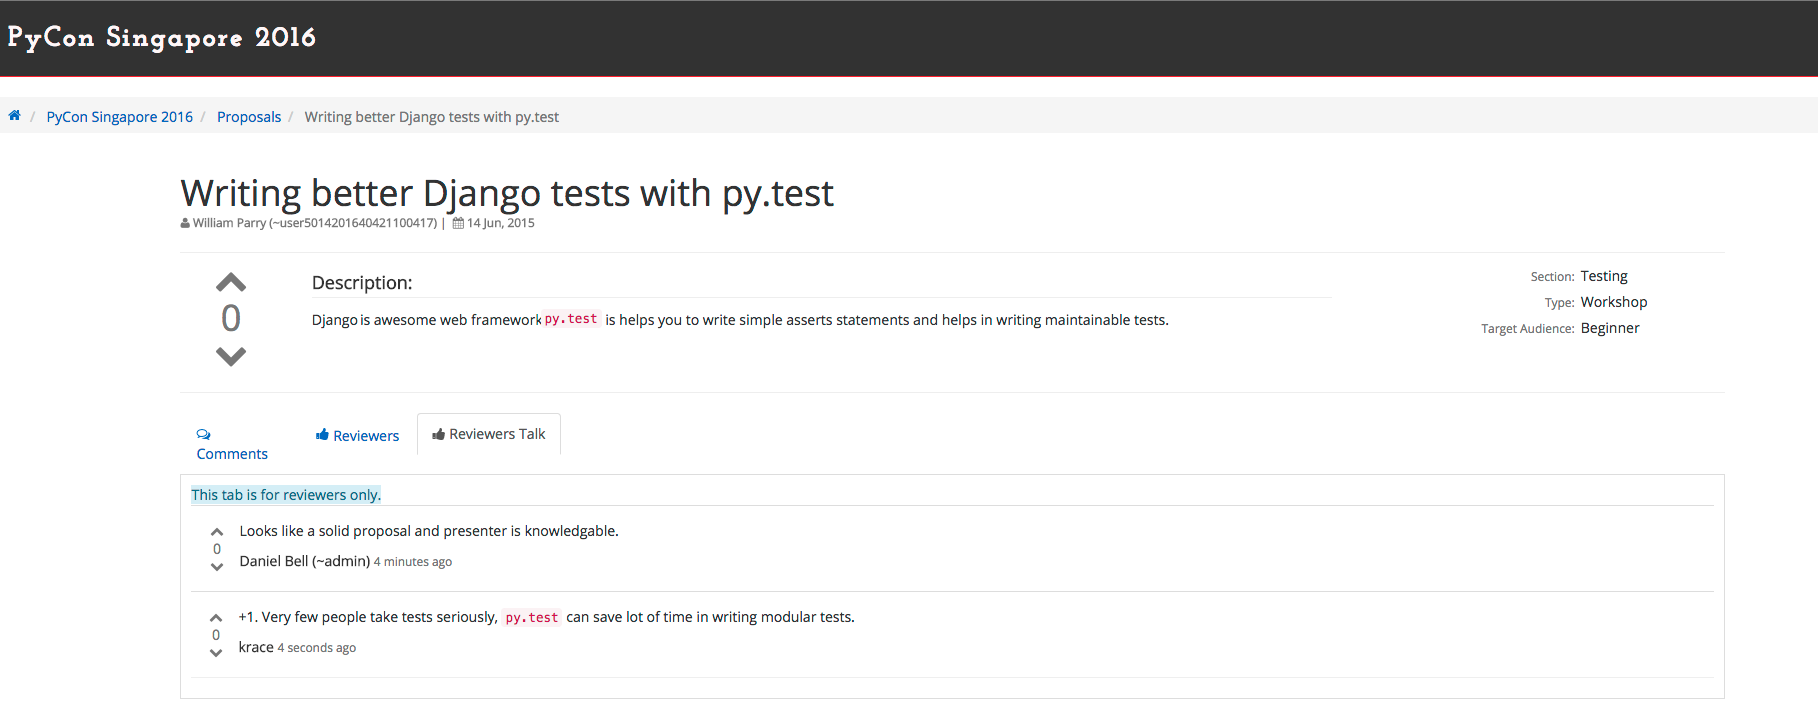 PyCon Singapore 2016
/ PyCon Singapore 2016 / Proposals / Writing better Django tests with py.test
Writing better Django tests with py.test
William Parry (~user5014201640421100417) | 14 Jun, 2015
0
Description:
Django is awesome web framework py.test is helps you to write simple asserts statements and helps in writing maintainable tests.
Section: Testing
Type: Workshop
Target Audience: Beginner
Comments
Reviewers
Reviewers Talk
This tab is for reviewers only.
Looks like a solid proposal and presenter is knowledgable.
0
Daniel Bell (~admin) 4 minutes ago
+1. Very few people take tests seriously, py.test can save lot of time in writing modular tests.
0
krace 4 seconds ago